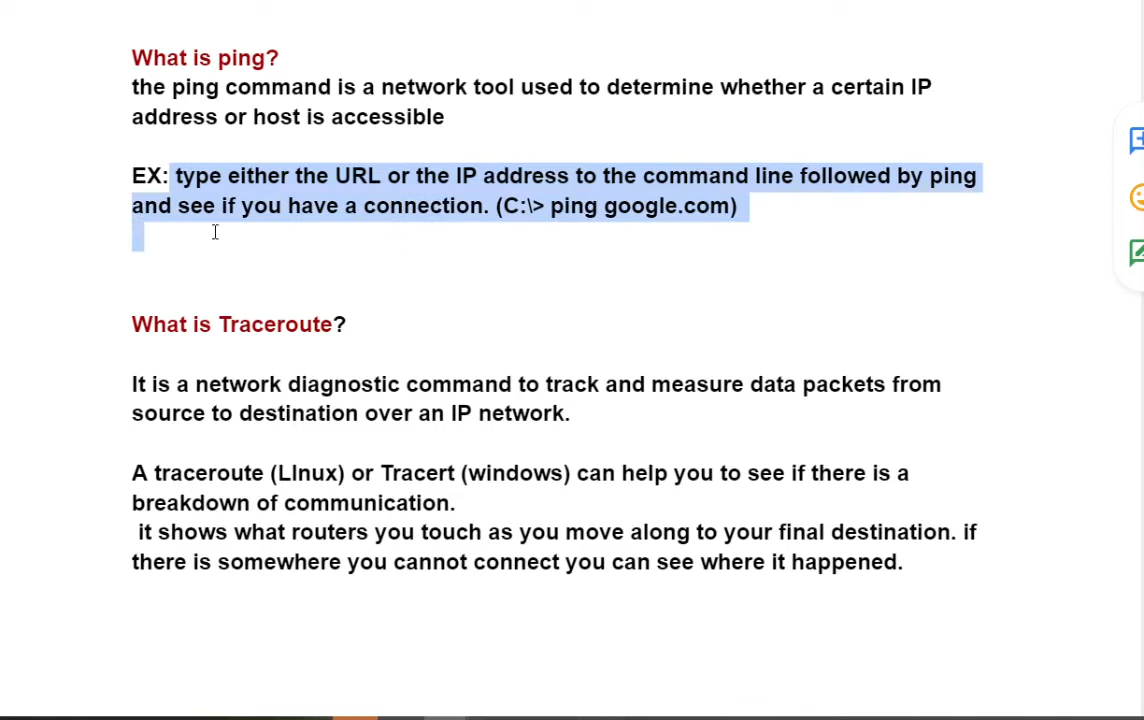 What is ping?
the ping command is a network tool used to determine whether a certain IP
address or host is accessible
EX: type either the URL or the IP address to the command line followed by ping
and see if you have a connection. (C:\> ping google.com)
What is Traceroute?
It is a network diagnostic command to track and measure data packets from
source to destination over an IP network.
A traceroute (LInux) or Tracert (windows) can help you to see if there is a
breakdown of communication.
it shows what routers you touch as you move along to your final destination. if
there is somewhere you cannot connect you can see where it happened.